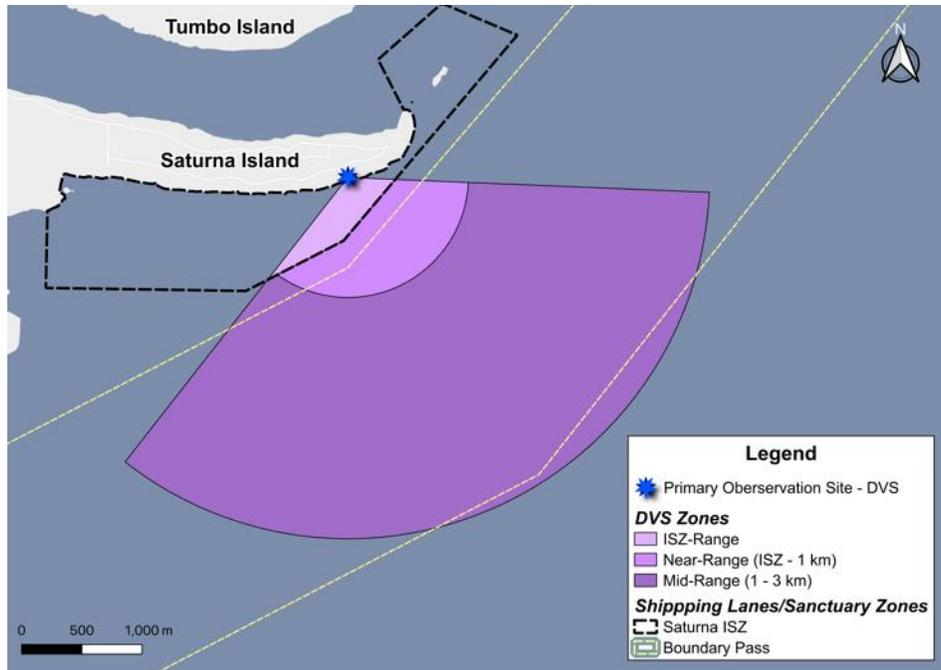 Tumbo Island
N
Saturna Island
Legend
Primary Oberservation Site - DVS
DVS Zones
ISZ-Range
Near-Range (ISZ - 1 km)
Mid-Range (1 - 3 km)
Shippping Lanes/Sanctuary Zones
Saturna ISZ
Boundary Pass
0 500 1,000 m